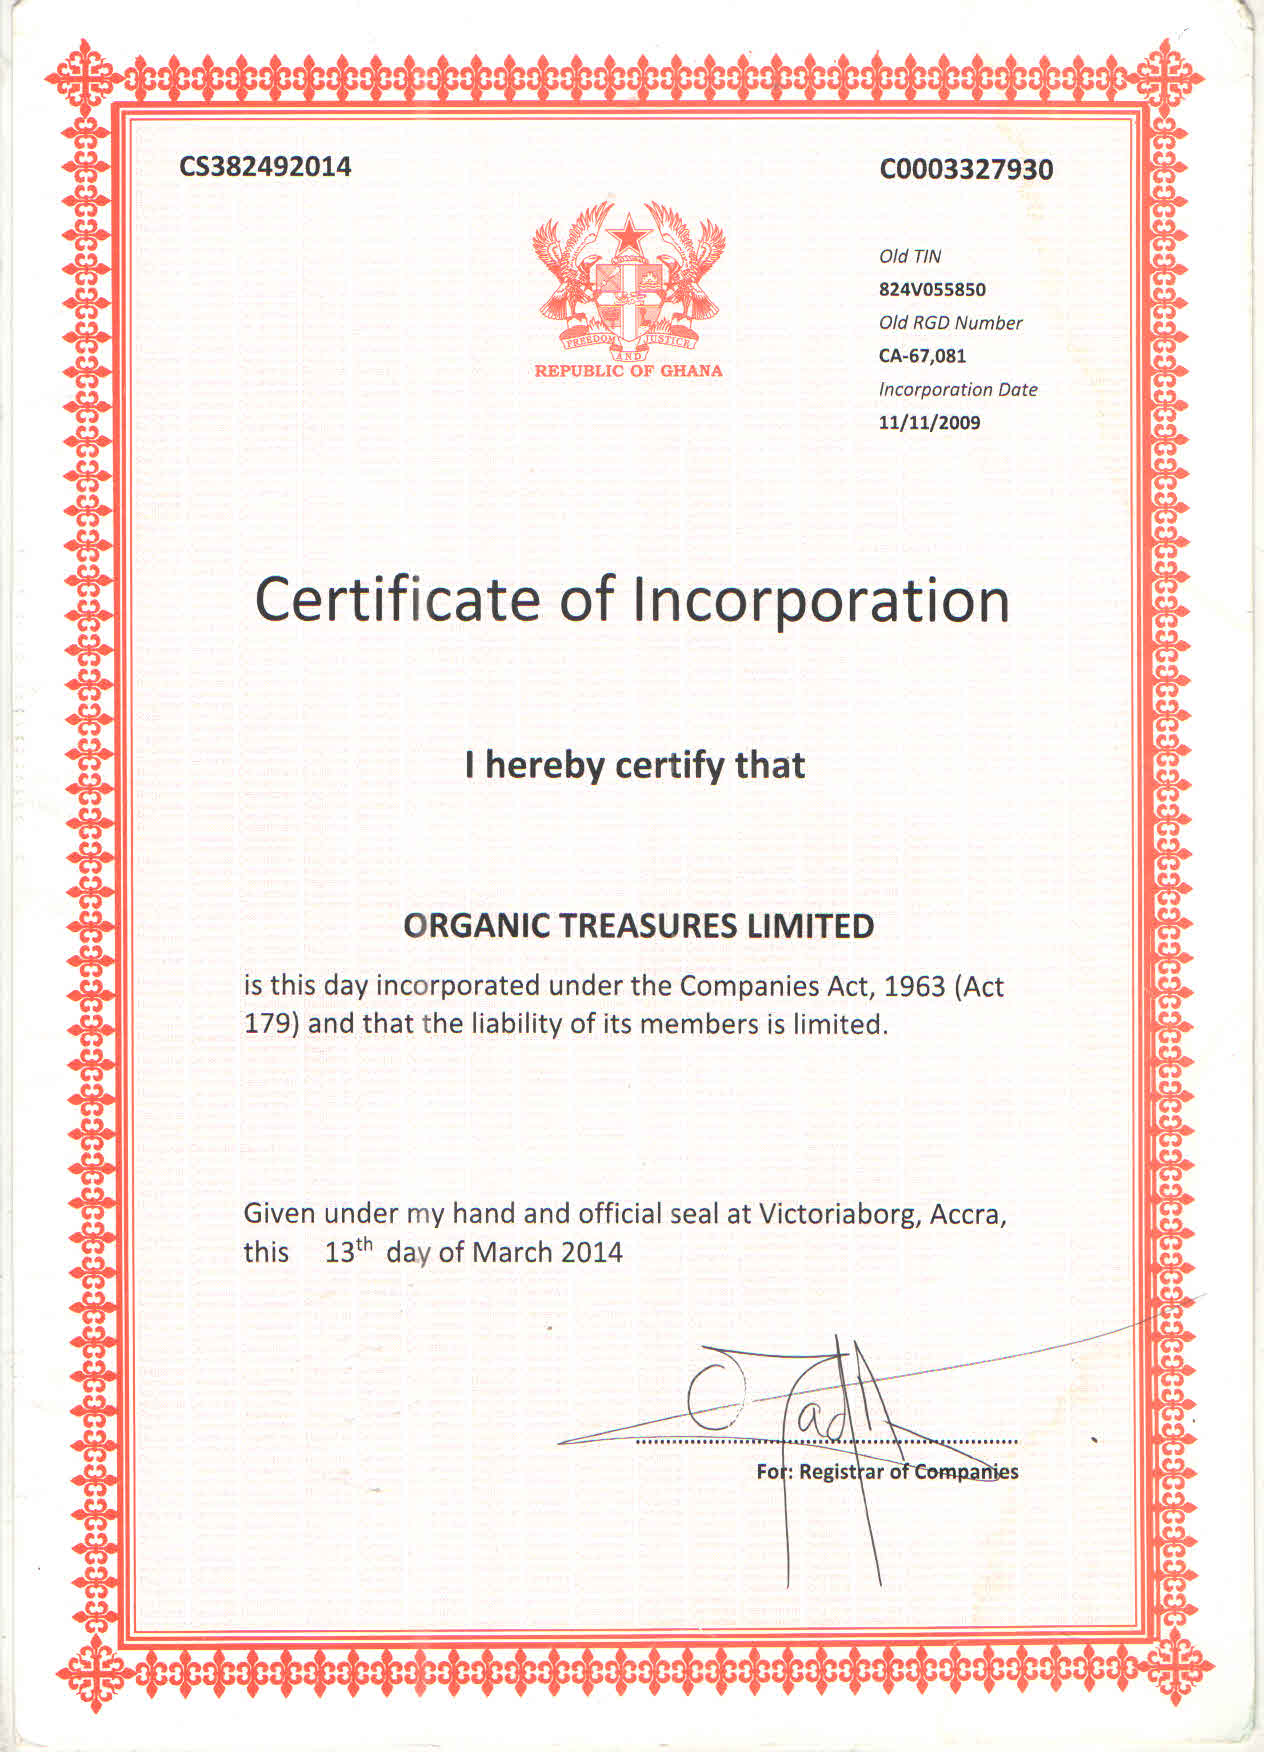 CS382492014
C0003327930
Old TIN
824V055850
Old RGD Number
CA-67,081
Incorporation Date
11/11/2009
FREEDOM AND JUSTICE
REPUBLIC OF GHANA
Certificate of Incorporation
I hereby certify that
ORGANIC TREASURES LIMITED
is this day incorporated under the Companies Act, 1963 (Act
179) and that the liability of its members is limited.
Given under my hand and official seal at Victoriaborg, Accra,
this 13th day of March 2014
For: Registrar of Companies